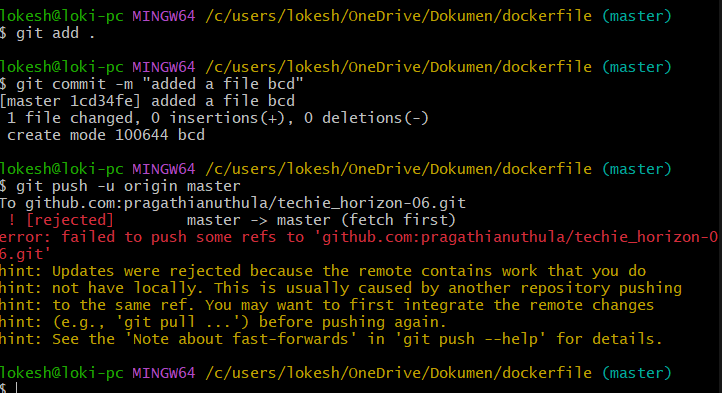 lokesh@loki-pc MINGW64 /c/users/lokesh/OneDrive/Dokumen/dockerfile (master)
$ git add .
lokesh@loki-pc MINGW64 /c/users/lokesh/OneDrive/Dokumen/dockerfile (master)
$ git commit -m "added a file bcd"
[master 1cd34fe] added a file bcd
 1 file changed, 0 insertions(+), 0 deletions(-)
 create mode 100644 bcd
lokesh@loki-pc MINGW64 /c/users/lokesh/OneDrive/Dokumen/dockerfile (master)
$ git push -u origin master
To github.com:pragathianuthula/techie_horizon-06.git
 ! [rejected]        master -> master (fetch first)
error: failed to push some refs to 'github.com:pragathianuthula/techie_horizon-0
6.git'
hint: Updates were rejected because the remote contains work that you do
hint: not have locally. This is usually caused by another repository pushing
hint: to the same ref. You may want to first integrate the remote changes
hint: (e.g., 'git pull ...') before pushing again.
hint: See the 'Note about fast-forwards' in 'git push --help' for details.
lokesh@loki-pc MINGW64 /c/users/lokesh/OneDrive/Dokumen/dockerfile (master)
$